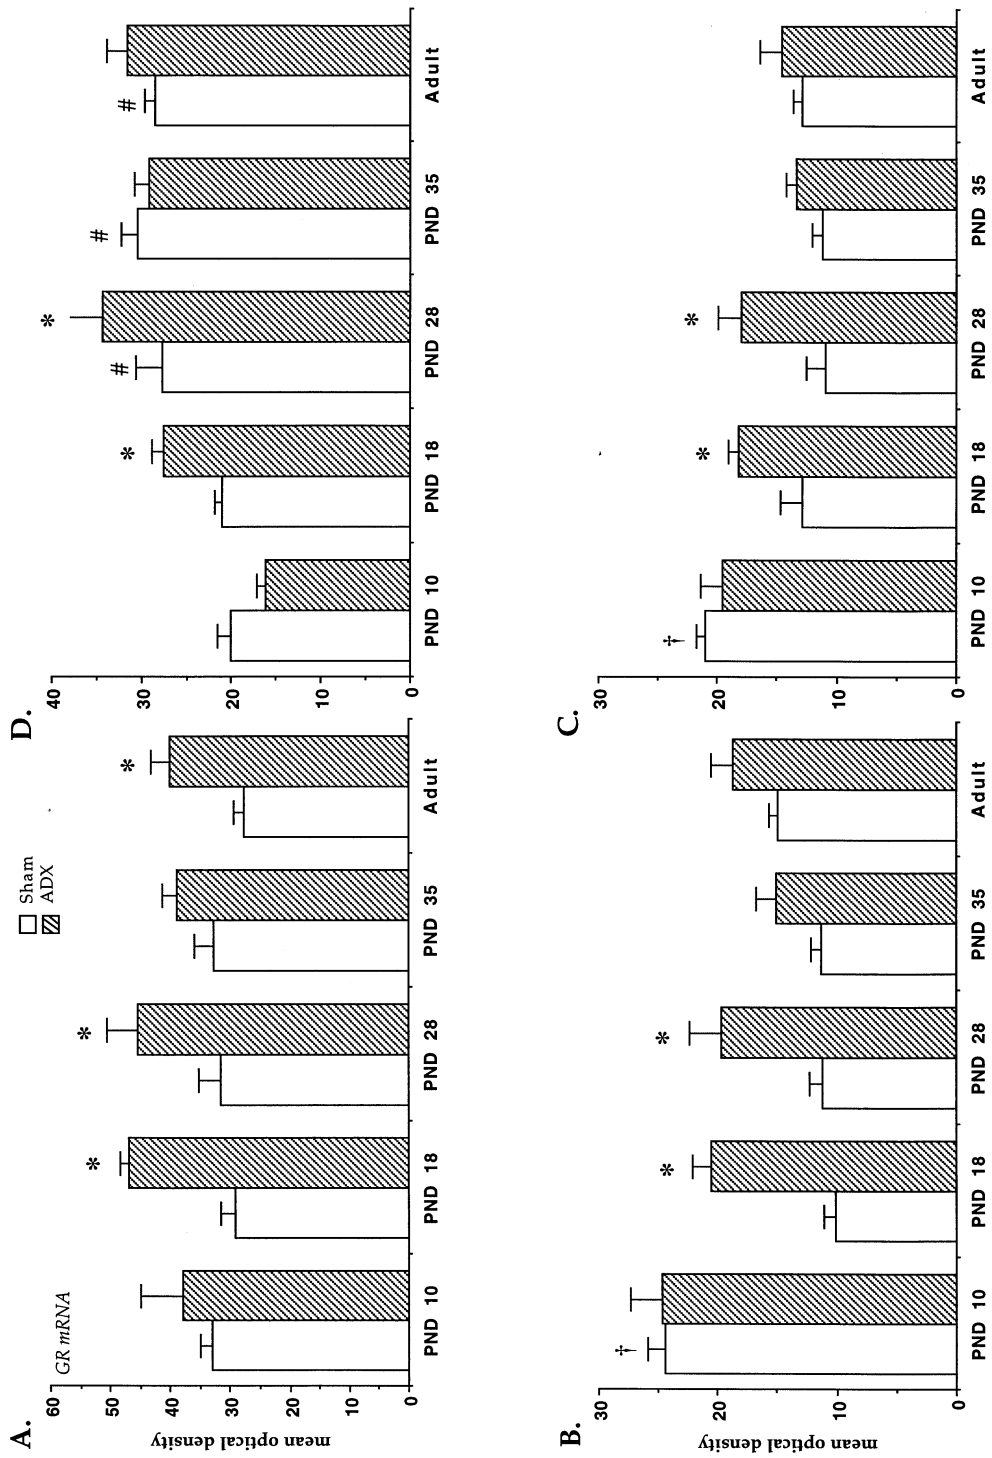 A.
GR mRNA
Sham
ADX
mean optical density
60
50
40
30
20
10
0
*
*
*
PND 10
PND 18
PND 28
PND 35
Adult
D.
40
30
20
10
0
*
#
*
#
#
PND 10
PND 18
PND 28
PND 35
Adult
B.
mean optical density
30
20
10
0
†
*
*
PND 10
PND 18
PND 28
PND 35
Adult
C.
30
20
10
0
†
*
*
PND 10
PND 18
PND 28
PND 35
Adult